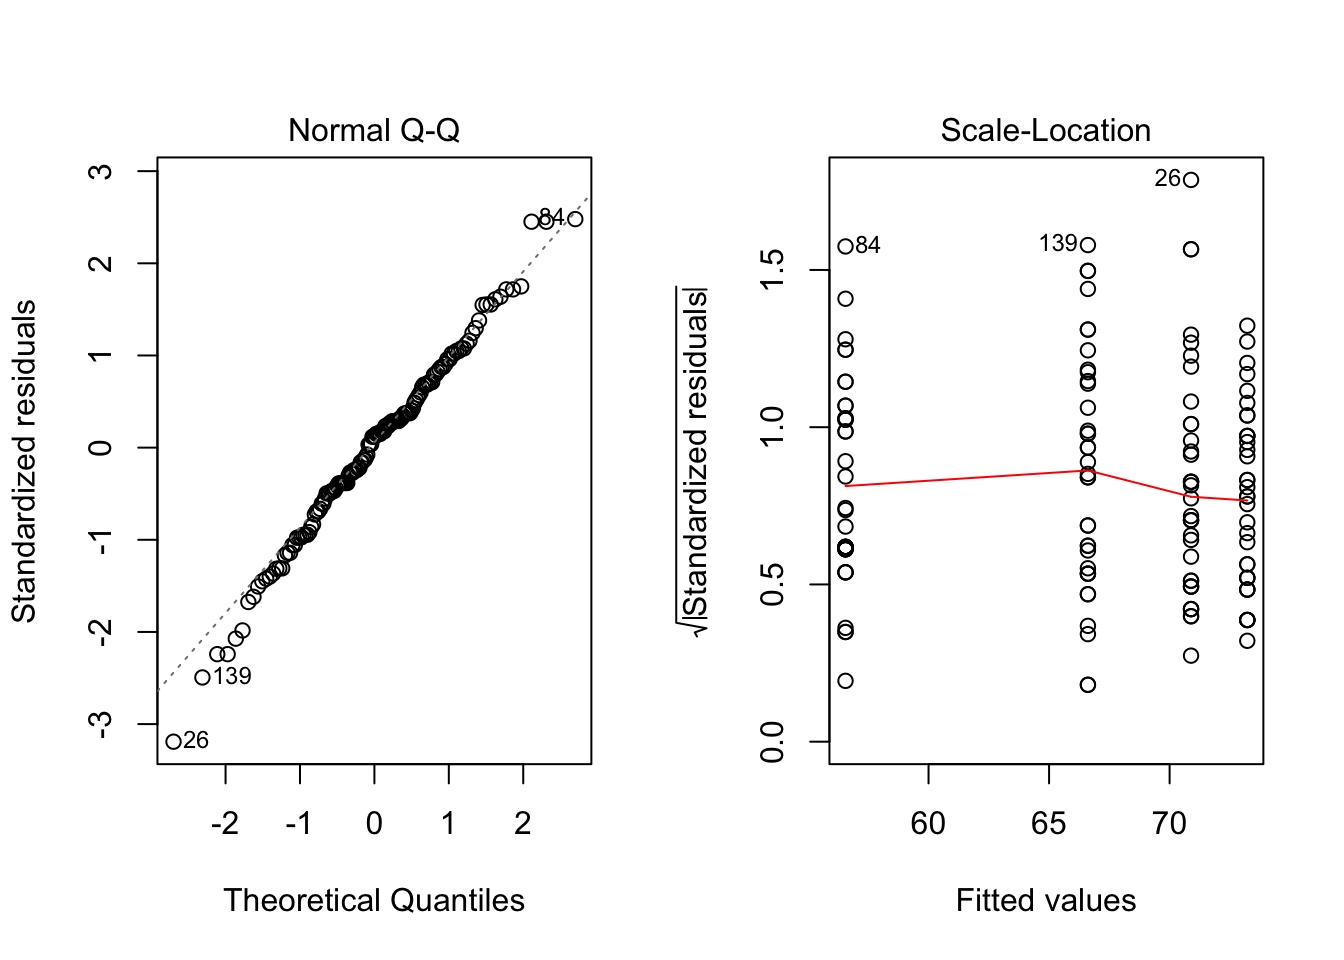 Normal Q-Q
Standardized residuals
3
2
1
0
-1
-2
-3
84
139
26
-2 -1 0 1 2
Theoretical Quantiles
Scale-Location
√|Standardized residuals|
1.5
1.0
0.5
0.0
26
84
139
60 65 70
Fitted values